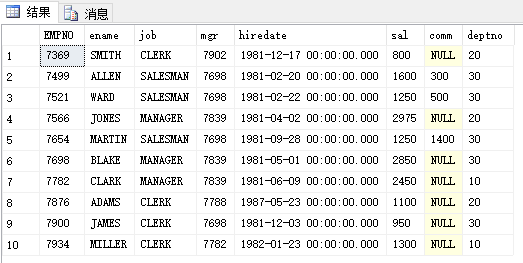 结果 消息
EMPNO ename job mgr hiredate sal comm deptno
1 7369 SMITH CLERK 7902 1981-12-17 00:00:00.000 800 NULL 20
2 7499 ALLEN SALESMAN 7698 1981-02-20 00:00:00.000 1600 300 30
3 7521 WARD SALESMAN 7698 1981-02-22 00:00:00.000 1250 500 30
4 7566 JONES MANAGER 7839 1981-04-02 00:00:00.000 2975 NULL 20
5 7654 MARTIN SALESMAN 7698 1981-09-28 00:00:00.000 1250 1400 30
6 7698 BLAKE MANAGER 7839 1981-05-01 00:00:00.000 2850 NULL 30
7 7782 CLARK MANAGER 7839 1981-06-09 00:00:00.000 2450 NULL 10
8 7876 ADAMS CLERK 7788 1987-05-23 00:00:00.000 1100 NULL 20
9 7900 JAMES CLERK 7698 1981-12-03 00:00:00.000 950 NULL 30
10 7934 MILLER CLERK 7782 1982-01-23 00:00:00.000 1300 NULL 10